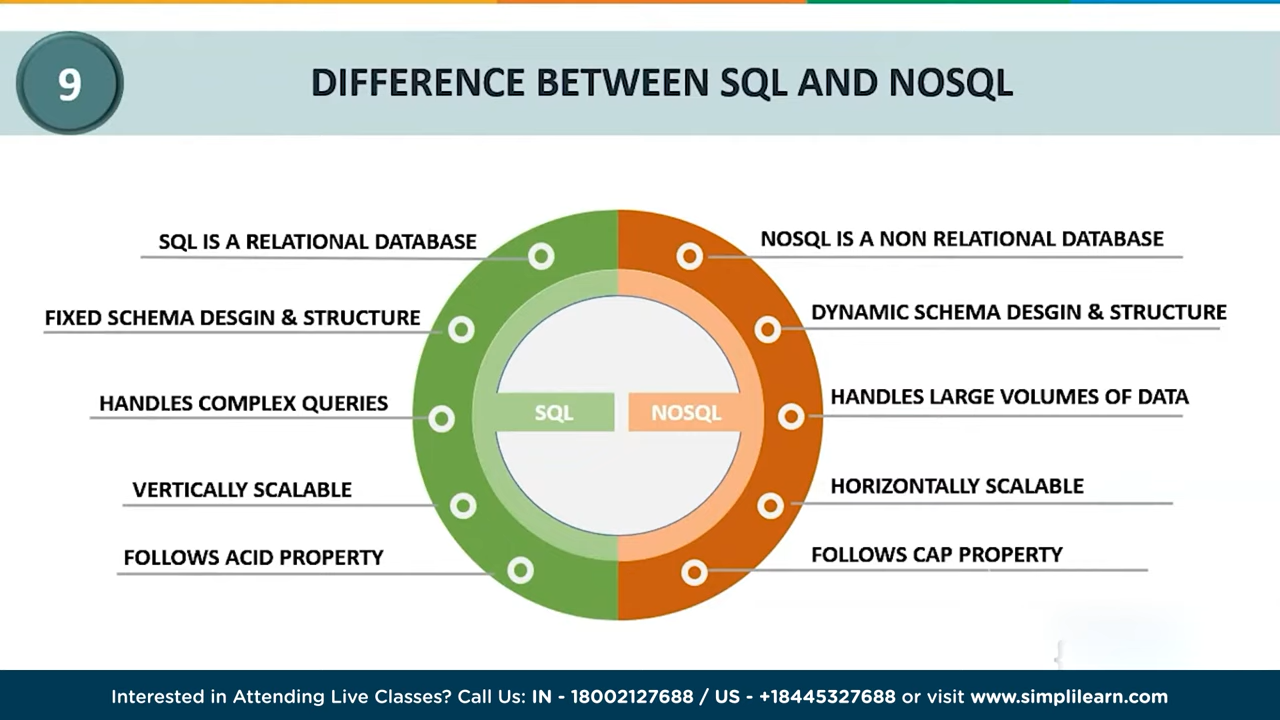 9
DIFFERENCE BETWEEN SQL AND NOSQL
SQL IS A RELATIONAL DATABASE
FIXED SCHEMA DESGIN & STRUCTURE
HANDLES COMPLEX QUERIES
VERTICALLY SCALABLE
FOLLOWS ACID PROPERTY
SQL
NOSQL
NOSQL IS A NON RELATIONAL DATABASE
DYNAMIC SCHEMA DESGIN & STRUCTURE
HANDLES LARGE VOLUMES OF DATA
HORIZONTALLY SCALABLE
FOLLOWS CAP PROPERTY
{
Interested in Attending Live Classes? Call Us: IN - 18002127688 / US - +18445327688 or visit www.simplilearn.com